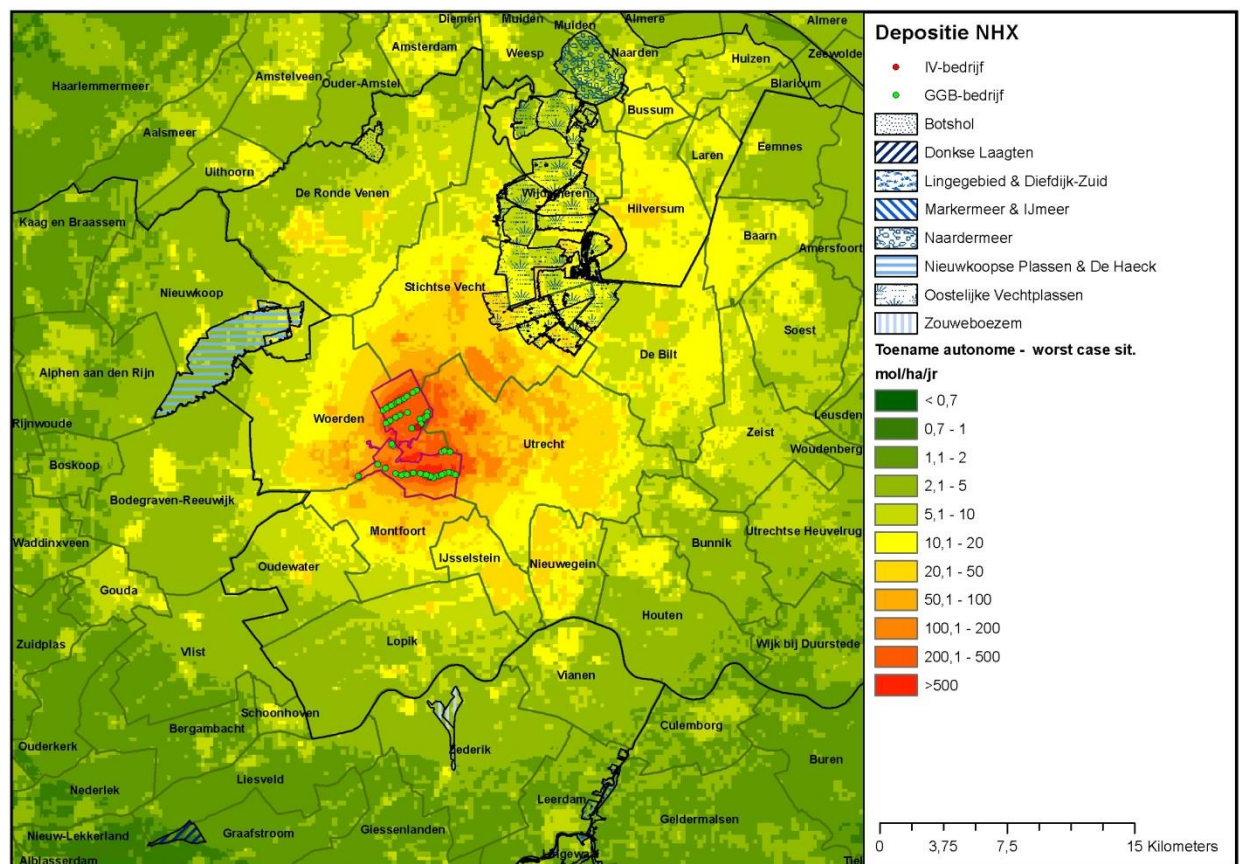 Diemen
Muiden
Almere
Almere
Muiden
Amsterdam
Weesp
Naarden
Huizen
Zeewolde
Haarlemmermeer
Amstelveen
Ouder-Amstel
Blaricum
Bussum
Aalsmeer
Laren
Eemnes
Uithoorn
De Ronde Venen
Wijdemeren
Hilversum
Kaag en Braassem
Baarn
Amersfoort
Nieuwkoop
Stichtse Vecht
Soest
De Bilt
Alphen aan den Rijn
Leusden
Rijnwoude
Woerden
Zeist
Utrecht
Woudenberg
Boskoop
Bodegraven-Reeuwijk
Utrechtse Heuvelrug
Montfoort
Waddinxveen
Bunnik
IJsselstein
Oudewater
Nieuwegein
Gouda
Houten
Zuidplas
Lopik
Wijk bij Duurstede
Vlist
Vianen
Schoonhoven
Bergambacht
Culemborg
Ouderkerk
Zederik
Buren
Liesveld
Nederlek
Leerdam
Nieuw-Lekkerland
Graafstroom
Giessenlanden
Geldermalsen
Alblasserdam
Tiel
Depositie NHX
IV-bedrijf
GGB-bedrijf
Botshol
Donkse Laagten
Lingegebied & Diefdijk-Zuid
Markermeer & IJmeer
Naardermeer
Nieuwkoopse Plassen & De Haeck
Oostelijke Vechtplassen
Zouweboezem
Toename autonome - worst case sit.
mol/ha/jr
< 0,7
0,7 - 1
1,1 - 2
2,1 - 5
5,1 - 10
10,1 - 20
20,1 - 50
50,1 - 100
100,1 - 200
200,1 - 500
>500
0 3,75 7,5 15 Kilometers